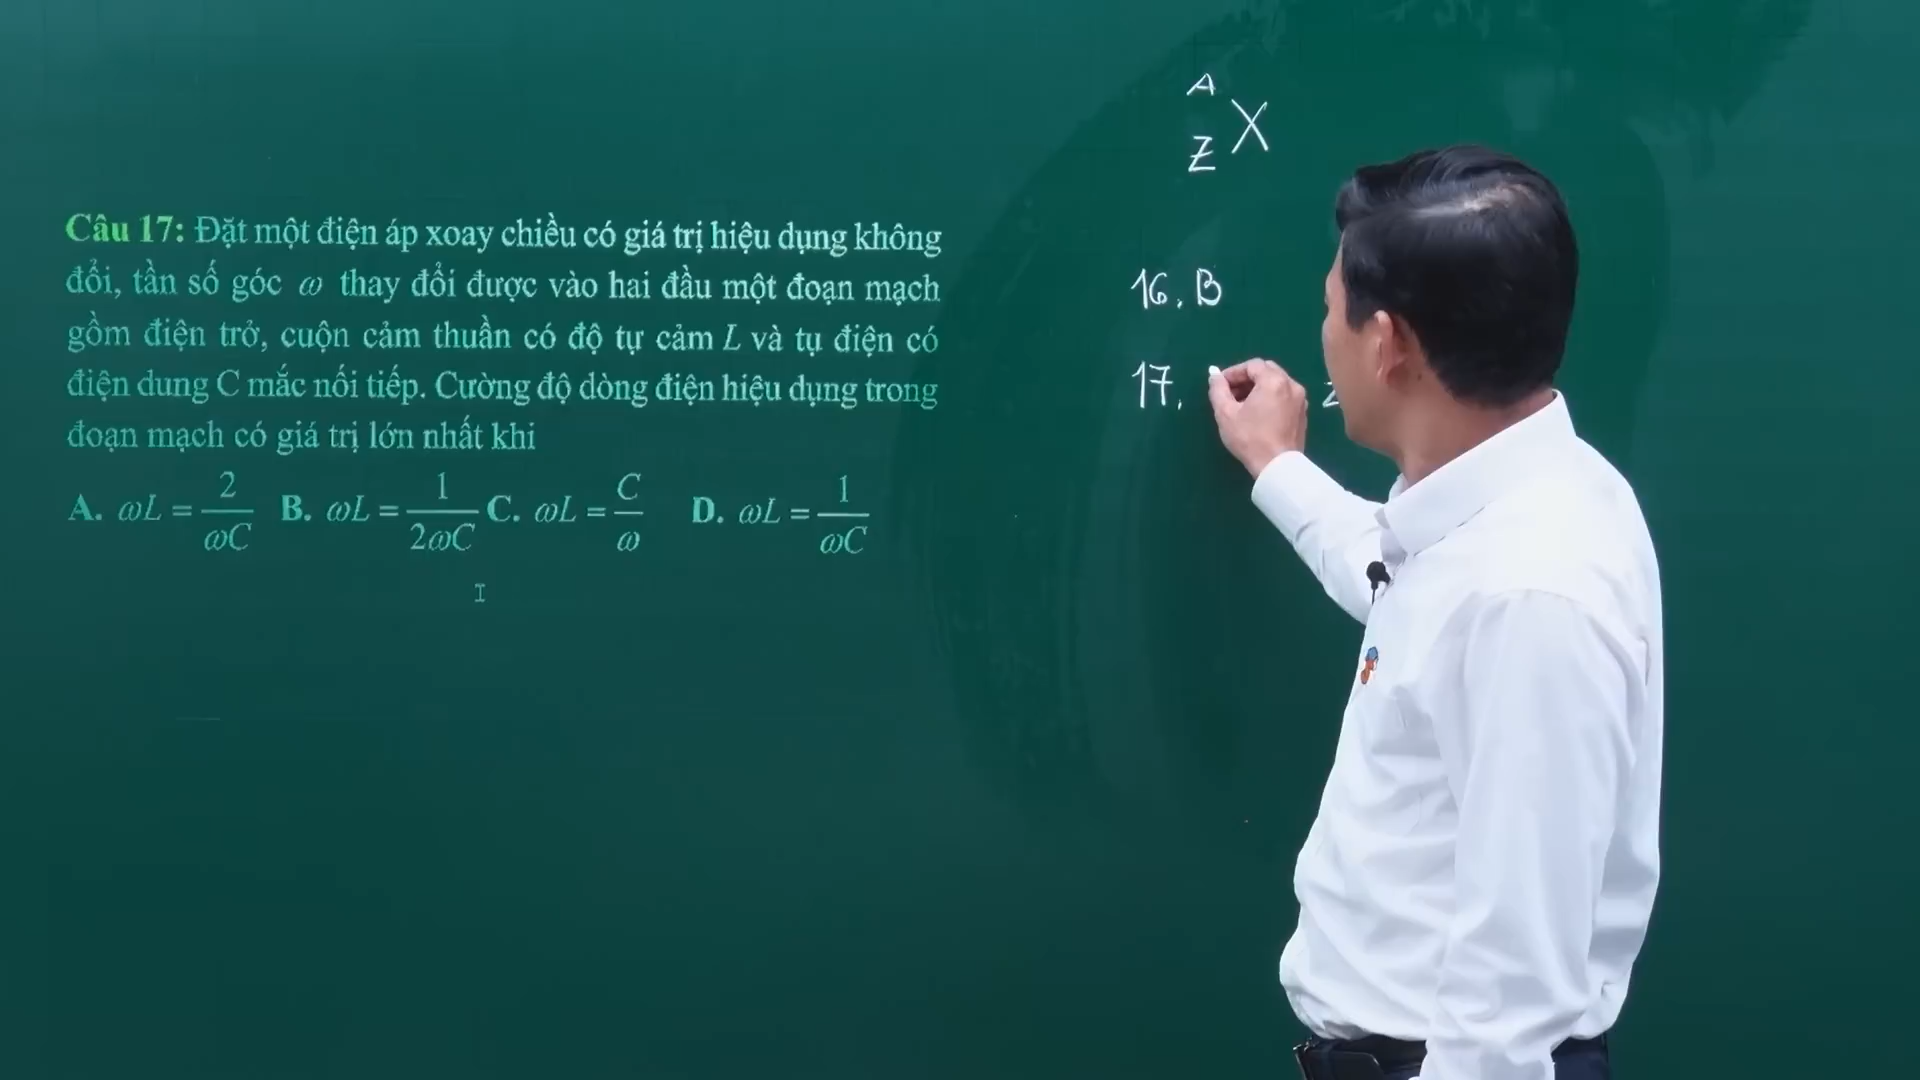 Câu 17: Đặt một điện áp xoay chiều có giá trị hiệu dụng không
đổi, tần số góc ω thay đổi được vào hai đầu một đoạn mạch
gồm điện trở, cuộn cảm thuần có độ tự cảm L và tụ điện có
điện dung C mắc nối tiếp. Cường độ dòng điện hiệu dụng trong
đoạn mạch có giá trị lớn nhất khi
A. ωL = 2/ωC B. ωL = 1/2ωC C. ωL = C/ω D. ωL = 1/ωC
A
Z X
16. B
17.